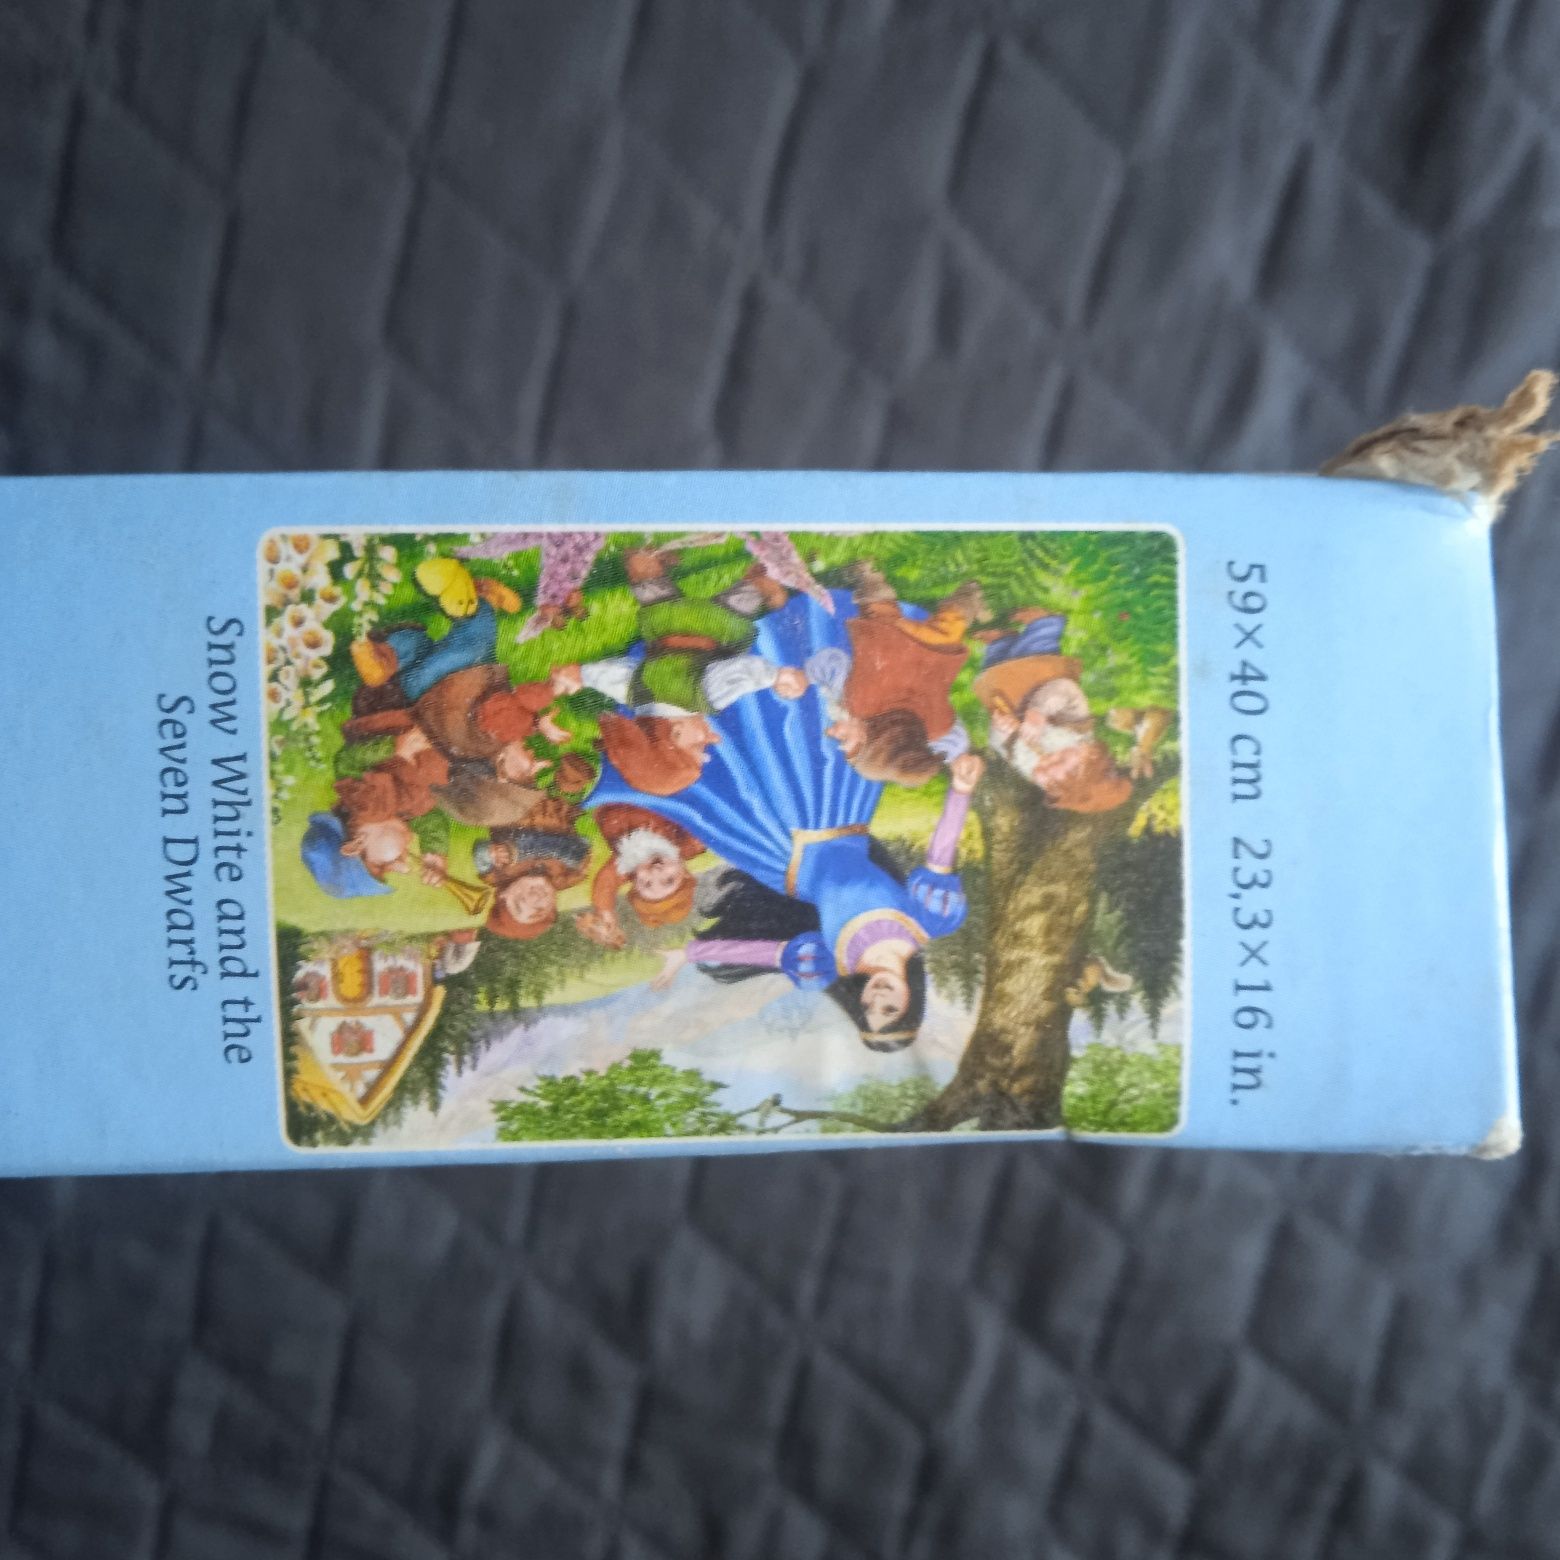 59×40 cm 23,3×16 in.
Snow White and the
Seven Dwarfs